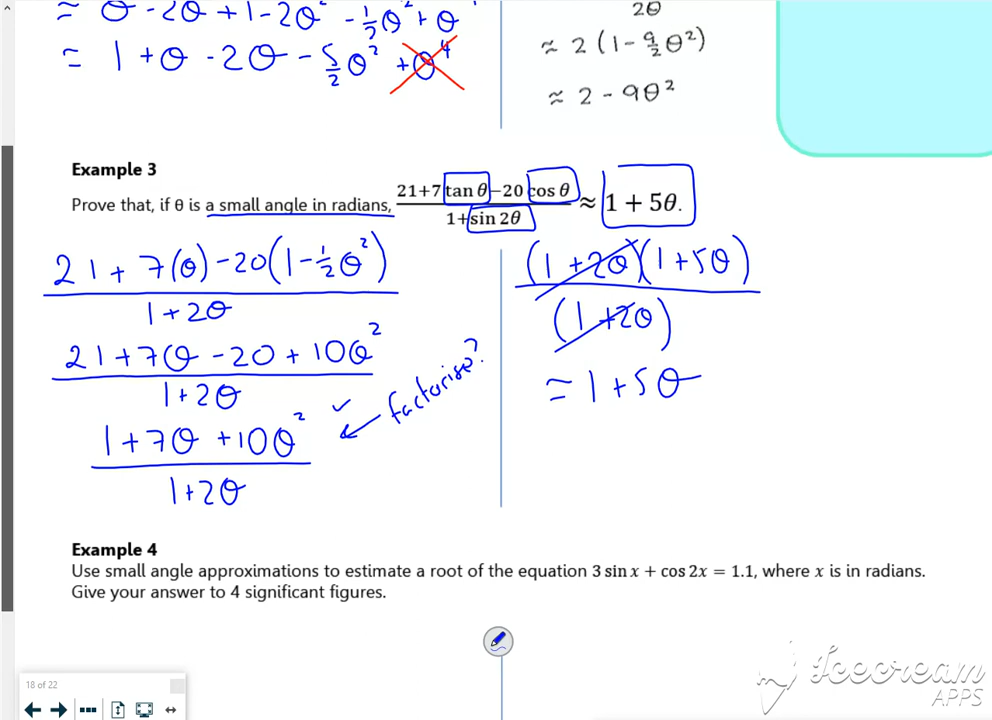 ≈ θ - 2θ + 1 - 2θ² - ½θ² + θ
= 1 + θ - 2θ - 5/2 θ² + θ⁴
2θ
≈ 2 (1 - 9/2 θ²)
≈ 2 - 9θ²
Example 3
Prove that, if θ is a small angle in radians, (21+7 tan θ −20 cos θ)/(1+sin 2θ) ≈ 1 + 5θ.
(21 + 7(θ) - 20(1 - ½θ²))/(1 + 2θ)
(21 + 7θ - 20 + 10θ²)/(1 + 2θ)
(1 + 7θ + 10θ²)/(1 + 2θ) ✓ ← factorise?
((1 + 2θ)(1 + 5θ))/((1 + 2θ))
≈ 1 + 5θ
Example 4
Use small angle approximations to estimate a root of the equation 3 sin x + cos 2x = 1.1, where x is in radians.
Give your answer to 4 significant figures.
18 of 22
Icecream
APPS